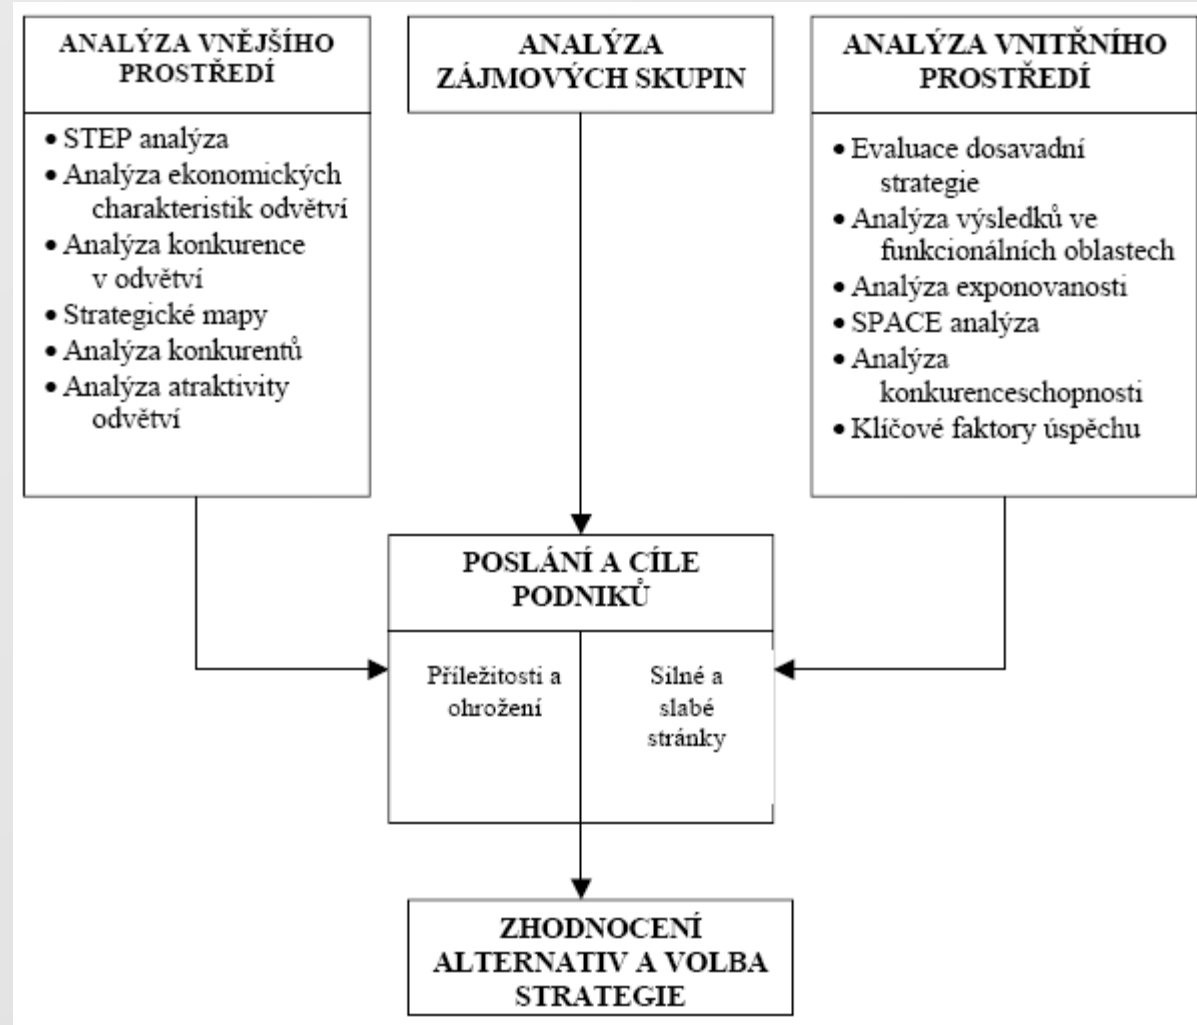 ANALÝZA VNĚJŠÍHO
PROSTŘEDÍ
• STEP analýza
• Analýza ekonomických
charakteristik odvětví
• Analýza konkurence
v odvětví
• Strategické mapy
• Analýza konkurentů
• Analýza atraktivity
odvětví
ANALÝZA
ZÁJMOVÝCH SKUPIN
ANALÝZA VNITŘNÍHO
PROSTŘEDÍ
• Evaluace dosavadní
strategie
• Analýza výsledků ve
funkcionálních oblastech
• Analýza exponovanosti
• SPACE analýza
• Analýza
konkurenceschopnosti
• Klíčové faktory úspěchu
POSLÁNÍ A CÍLE
PODNIKŮ
Příležitosti a
ohrožení
Silné a
slabé
stránky
ZHODNOCENÍ
ALTERNATIV A VOLBA
STRATEGIE